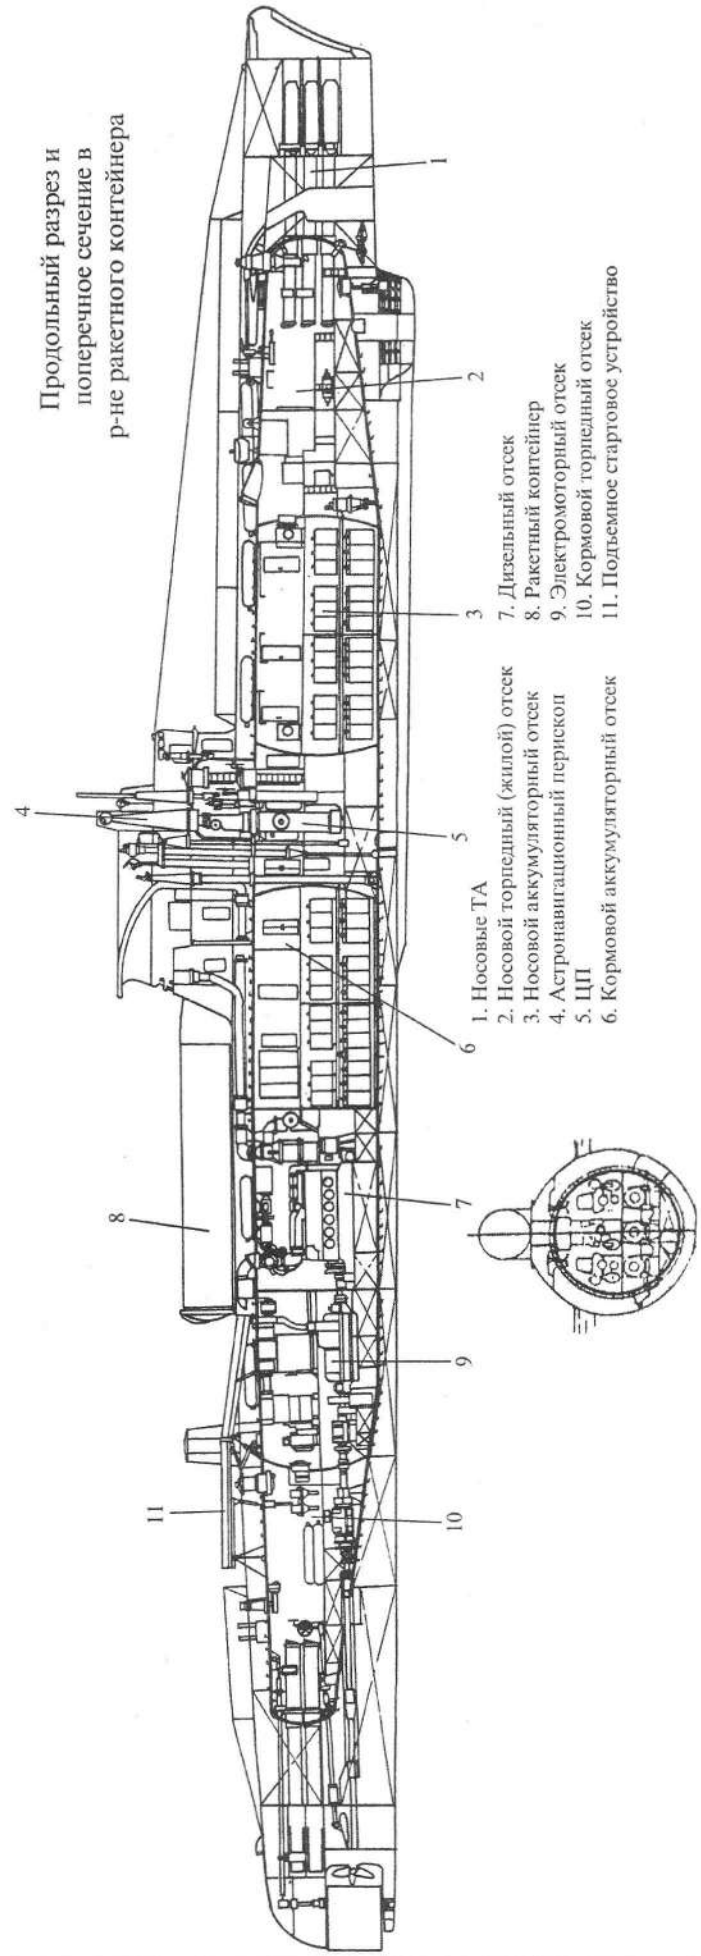 Продольный разрез и
поперечное сечение в
р-не ракетного контейнера
1
2
3
4
5
6
7
8
9
10
11
1. Носовые ТА
2. Носовой торпедный (жилой) отсек
3. Носовой аккумуляторный отсек
4. Астронавигационный перископ
5. ЦП
6. Кормовой аккумуляторный отсек
7. Дизельный отсек
8. Ракетный контейнер
9. Электромоторный отсек
10. Кормовой торпедный отсек
11. Подъемное стартовое устройство